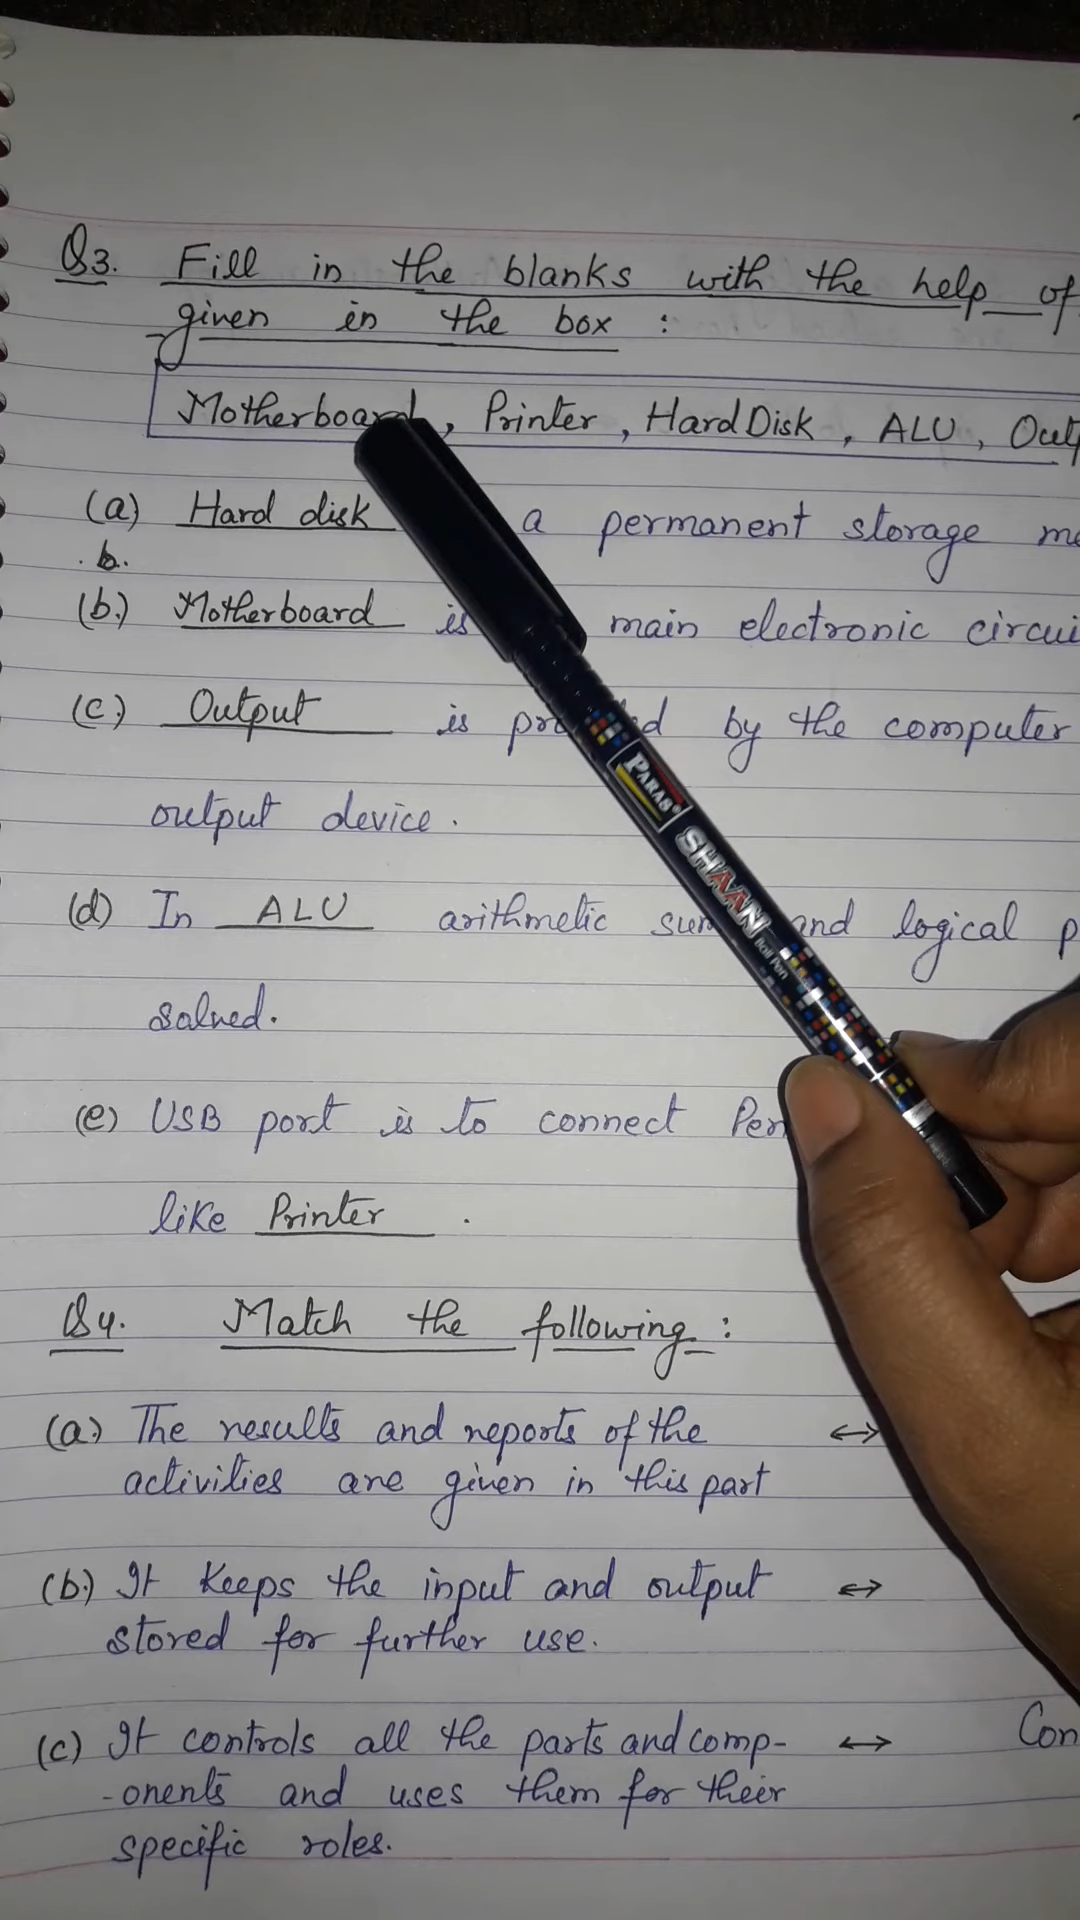 Q3. Fill in the blanks with the help of
given in the box :
Motherboard, Printer, Hard Disk, ALU,
(a) Hard disk a permanent storage
. b.
(b.) Motherboard is main electronic
(c.) Output is by the computer
output device.
(d) In ALU arithmetic and logical
solved.
(e) USB port is to connect
like Printer .
Q4. Match the following :
(a.) The results and reports of the ↔
activities are given in this part
(b.) It Keeps the input and output ↔
stored for further use.
(c) It controls all the parts and comp- ↔
-onents and uses them for their
specific roles.
PARAS®
SHAAN
Ball Pen